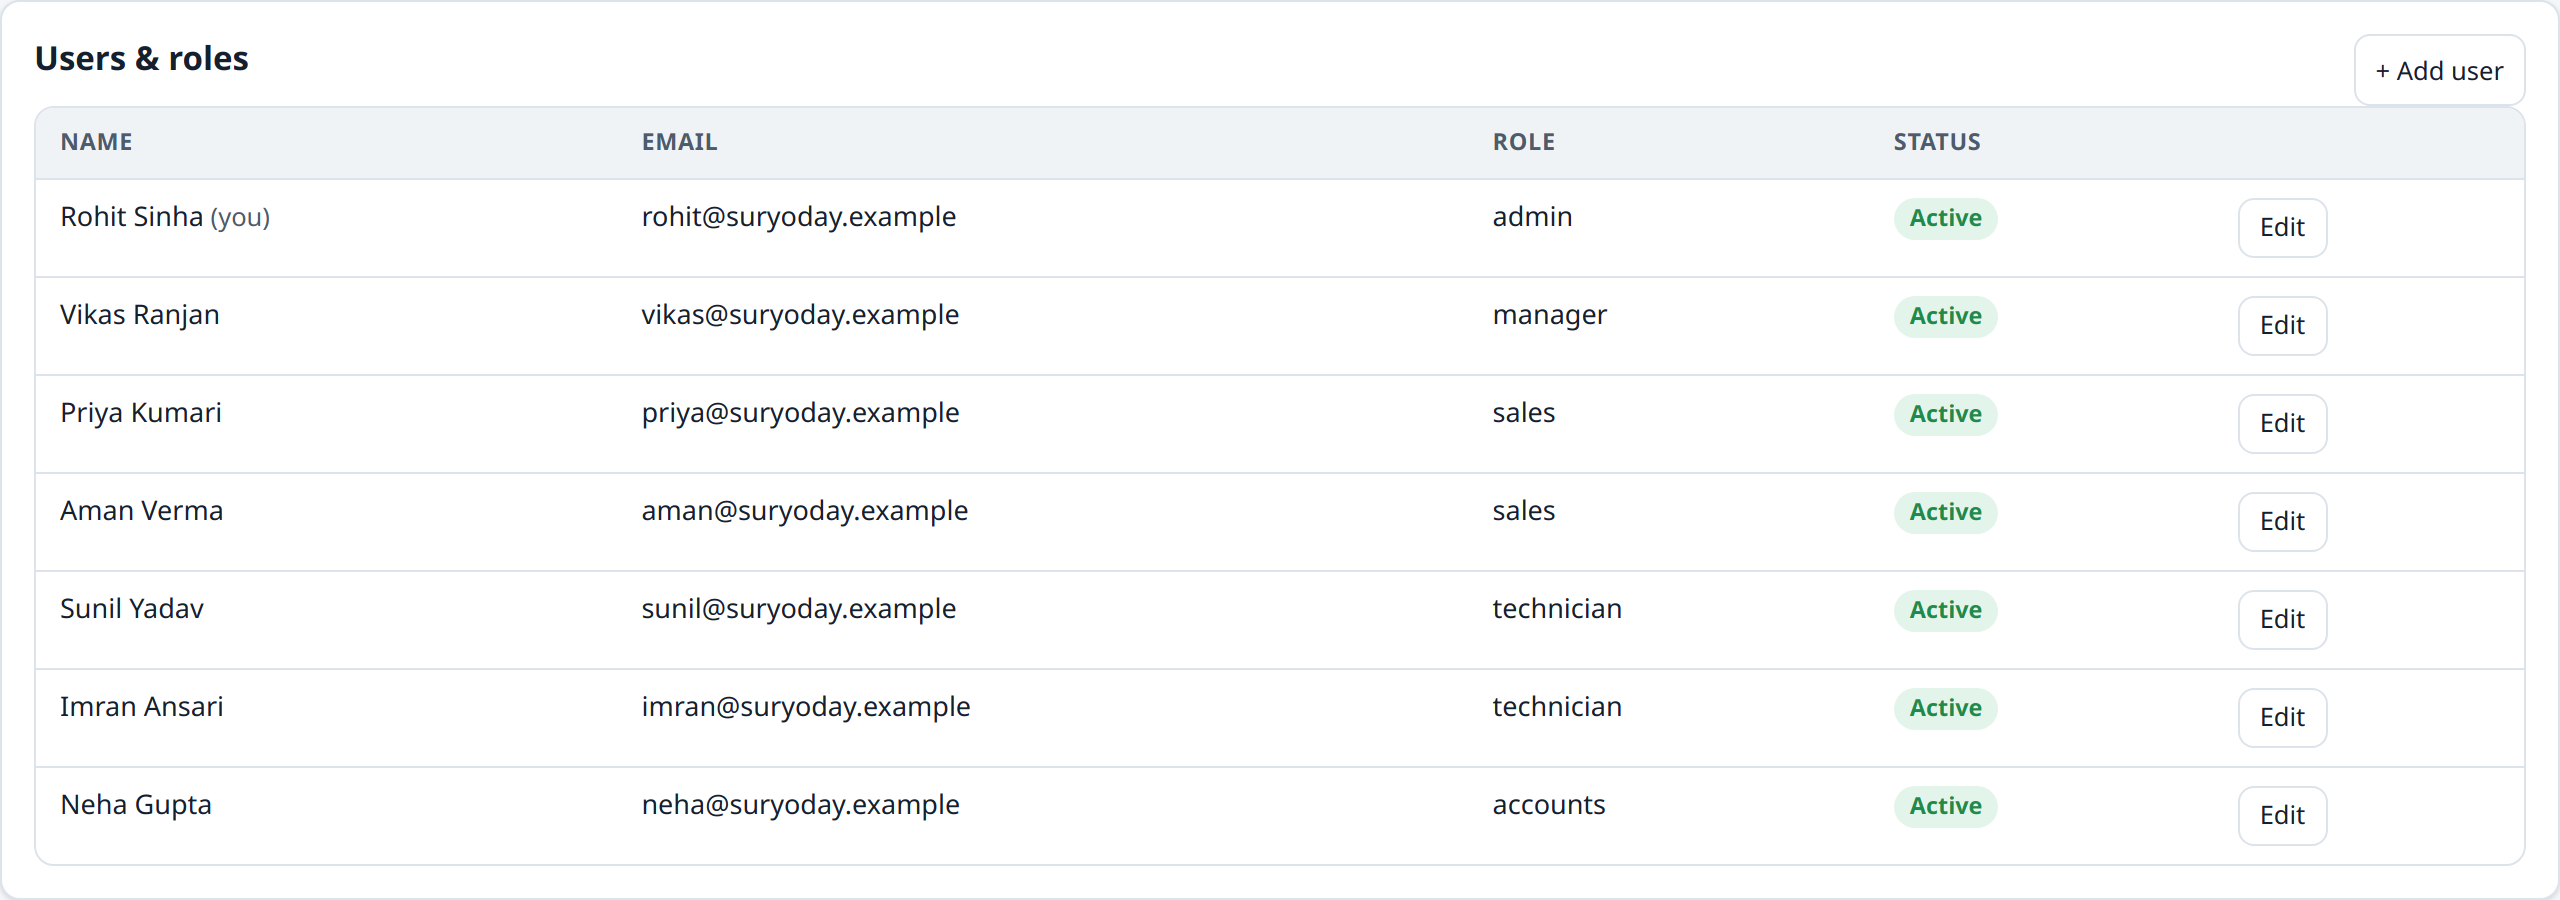 Users & roles
+ Add user
NAME EMAIL ROLE STATUS
Rohit Sinha (you) rohit@suryoday.example admin Active Edit
Vikas Ranjan vikas@suryoday.example manager Active Edit
Priya Kumari priya@suryoday.example sales Active Edit
Aman Verma aman@suryoday.example sales Active Edit
Sunil Yadav sunil@suryoday.example technician Active Edit
Imran Ansari imran@suryoday.example technician Active Edit
Neha Gupta neha@suryoday.example accounts Active Edit